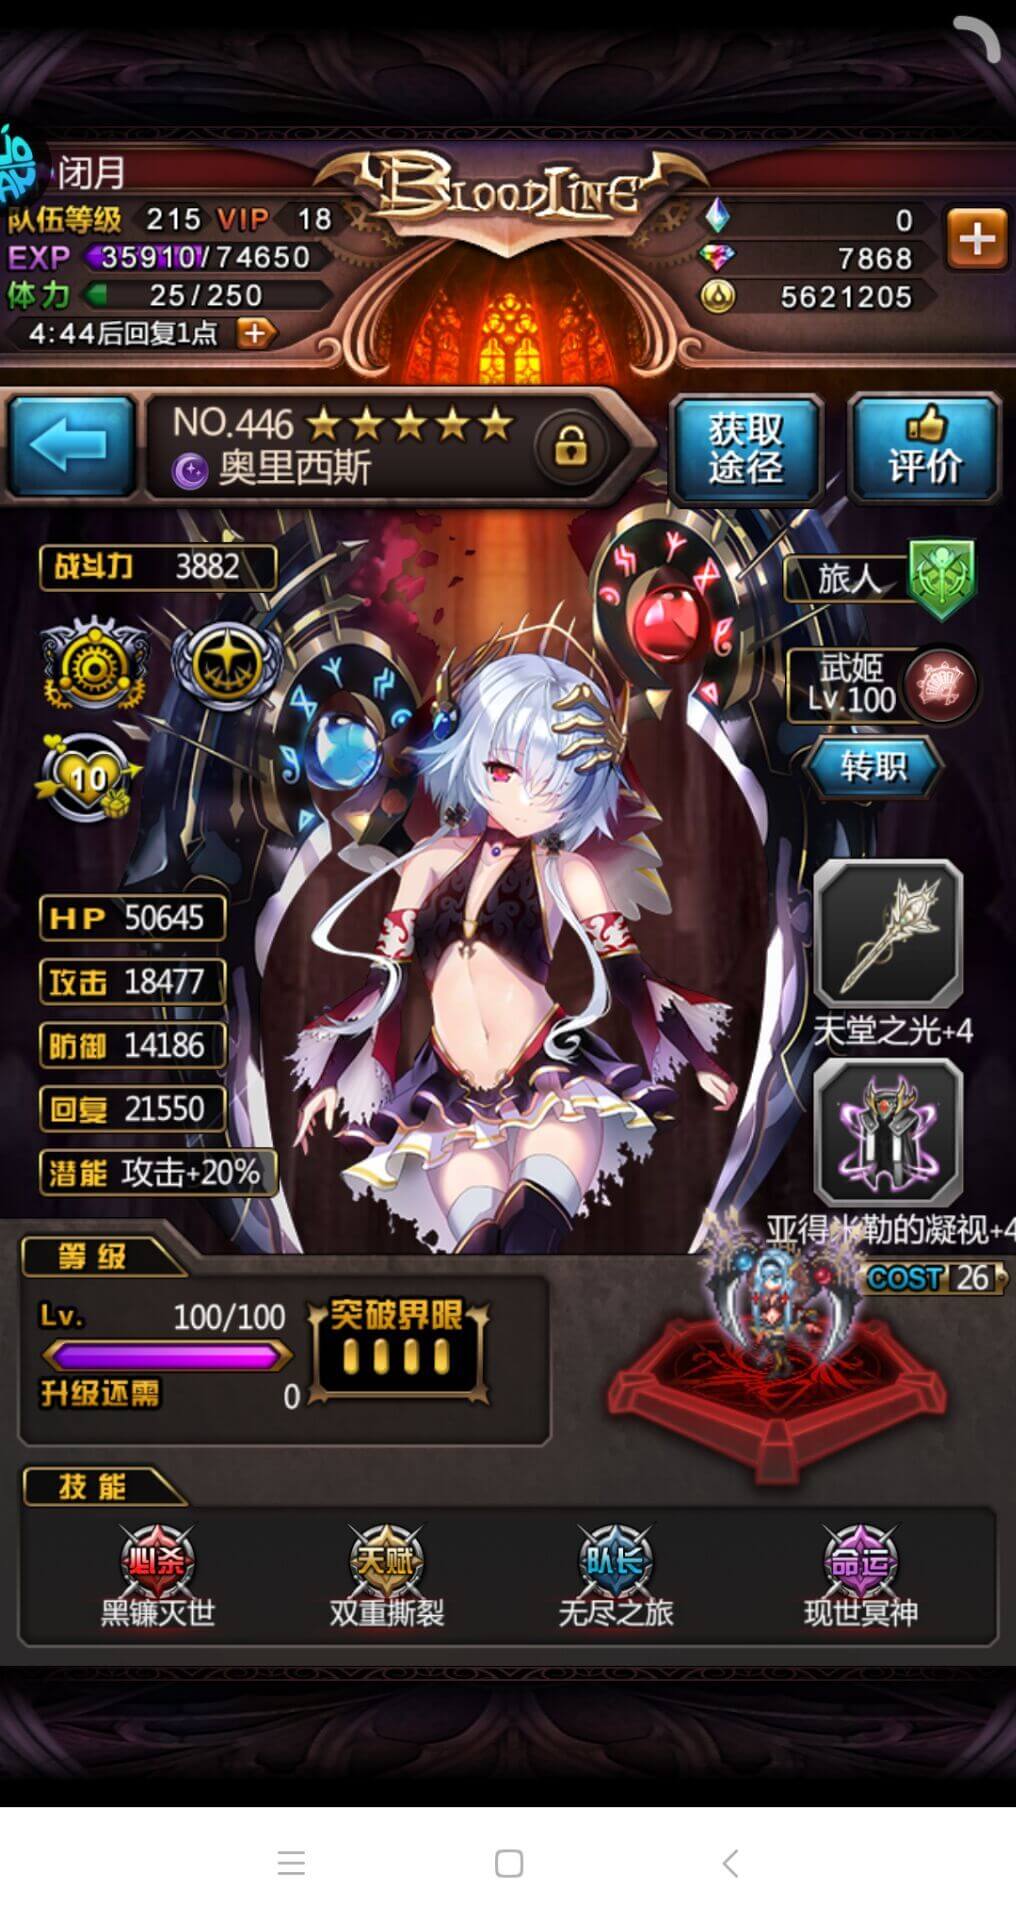 闭月
BLOODLINE
队伍等级 215 VIP 18
0
EXP 35910/74650
7868
体力 25/250
5621205
4:44后回复1点
NO.446
奥里西斯
获取
途径
评价
战斗力 3882
旅人
武姬
Lv.100
转职
10
HP 50645
攻击 18477
防御 14186
回复 21550
潜能 攻击+20%
天堂之光+4
亚得米勒的凝视+4
COST 26
等级
Lv. 100/100
突破界限
升级还需 0
技能
必杀
天赋
队长
命运
黑镰灭世
双重撕裂
无尽之旅
现世冥神